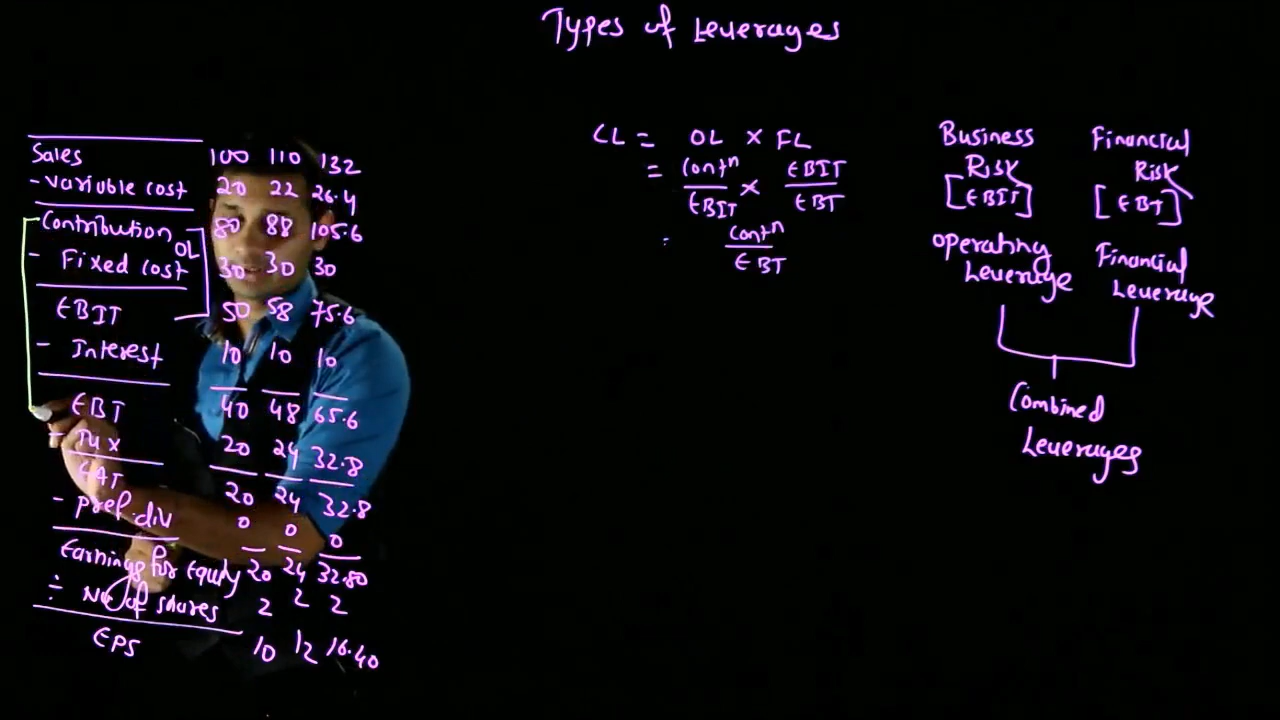 Types of Leverages
Sales 100 110 132
- Variable cost 20 22 26.4
Contribution 80 88 105.6
OL
- Fixed cost 30 30 30
EBIT 50 58 75.6
- Interest 10 10 10
EBT 40 48 65.6
- Tax 20 24 32.8
EAT 20 24 32.8
- Pref. div 0 0 0
Earnings for Equity 20 24 32.80
÷ No. of shares 2 2 2
EPS 10 12 16.40
CL = OL × FL
= Contⁿ / EBIT × EBIT / EBT
= Contⁿ / EBT
Business Risk
[EBIT]
Operating Leverage
Financial Risk
[EBT]
Financial Leverage
Combined Leverages